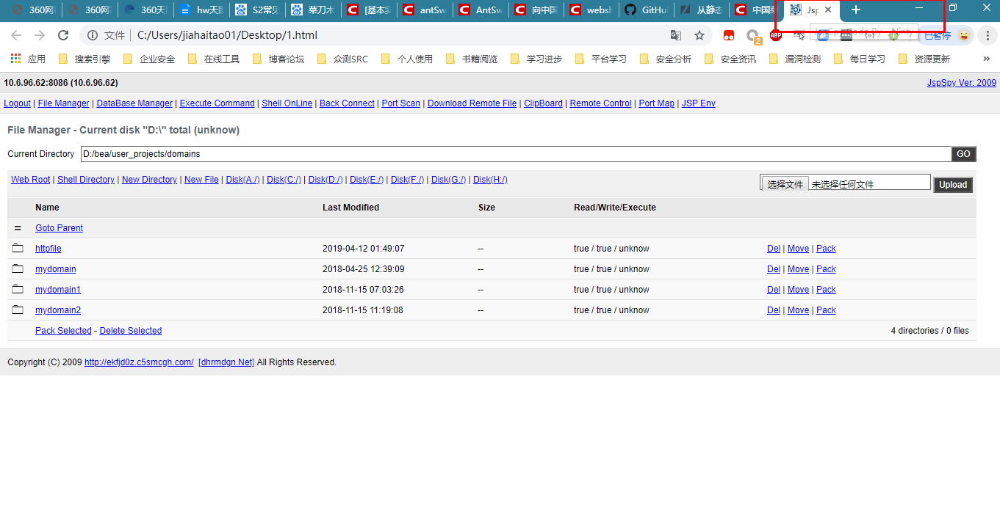 360网 360网 360天 hw天眼 S2常见 菜刀木 [基本实 antSw AntSw 向中国 websh GitHu 从静态 中国菜 Jsp
文件 C:/Users/jiahaitao01/Desktop/1.html ABP 2 已暂停
JspSpy Codz By - Ninty
应用 搜索引擎 企业安全 在线工具 博客论坛 众测SRC 个人使用 书籍阅览 学习进步 平台学习 安全分析 安全资讯 漏洞检测 每日学习 资源更新 »
10.6.96.62:8086 (10.6.96.62) JspSpy Ver: 2009
Logout | File Manager | DataBase Manager | Execute Command | Shell OnLine | Back Connect | Port Scan | Download Remote File | ClipBoard | Remote Control | Port Map | JSP Env
File Manager - Current disk "D:\" total (unknow)
Current Directory D:/bea/user_projects/domains GO
Web Root | Shell Directory | New Directory | New File | Disk(A:/) | Disk(C:/) | Disk(D:/) | Disk(E:/) | Disk(F:/) | Disk(G:/) | Disk(H:/) 选择文件 未选择任何文件 Upload
Name Last Modified Size Read/Write/Execute
= Goto Parent
httpfile 2019-04-12 01:49:07 -- true / true / unknow Del | Move | Pack
mydomain 2018-04-25 12:39:09 -- true / true / unknow Del | Move | Pack
mydomain1 2018-11-15 07:03:26 -- true / true / unknow Del | Move | Pack
mydomain2 2018-11-15 11:19:08 -- true / true / unknow Del | Move | Pack
Pack Selected - Delete Selected 4 directories / 0 files
Copyright (C) 2009 http://ekfjd0z.c5smcgh.com/ [dhrmdgn.Net] All Rights Reserved.